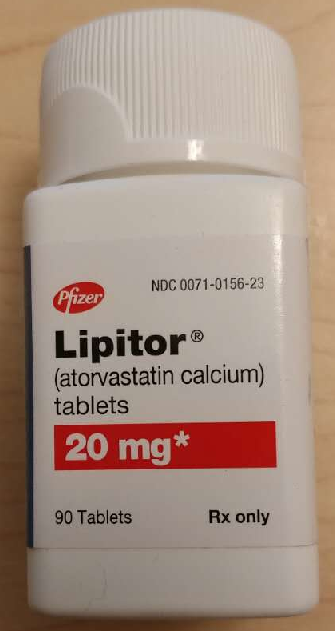 Pfizer
NDC 0071-0156-23
Lipitor®
(atorvastatin calcium)
tablets
20 mg*
90 Tablets Rx only